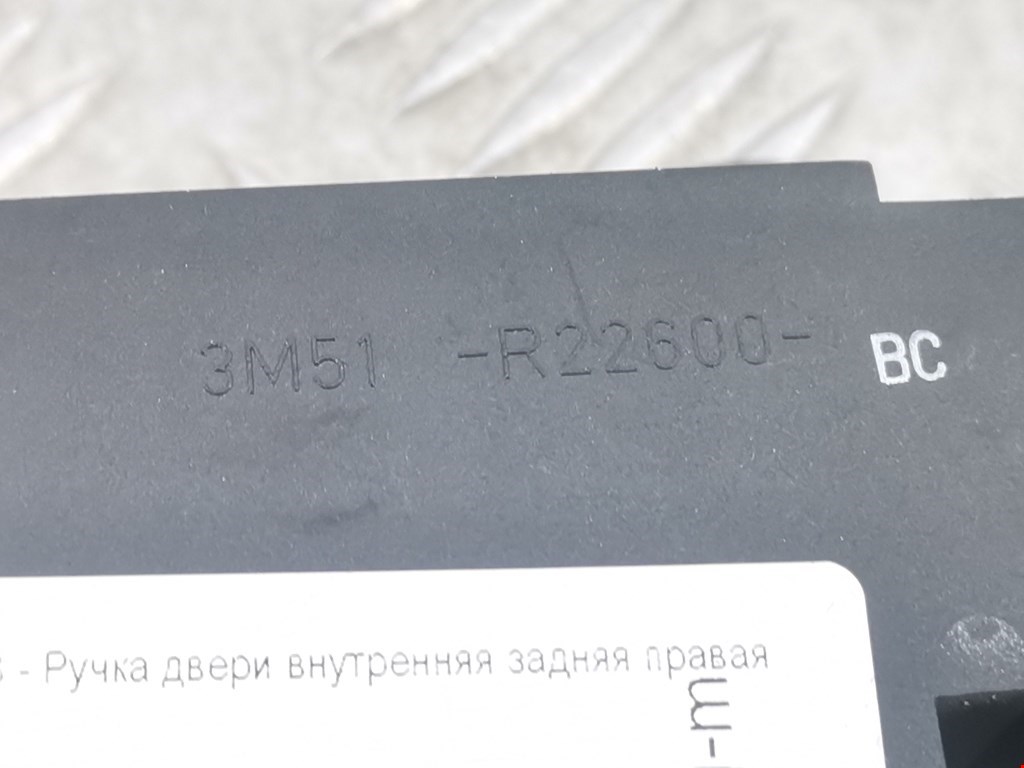 3M51 -R22600- BC
- Ручка двери внутренняя задняя правая
-m